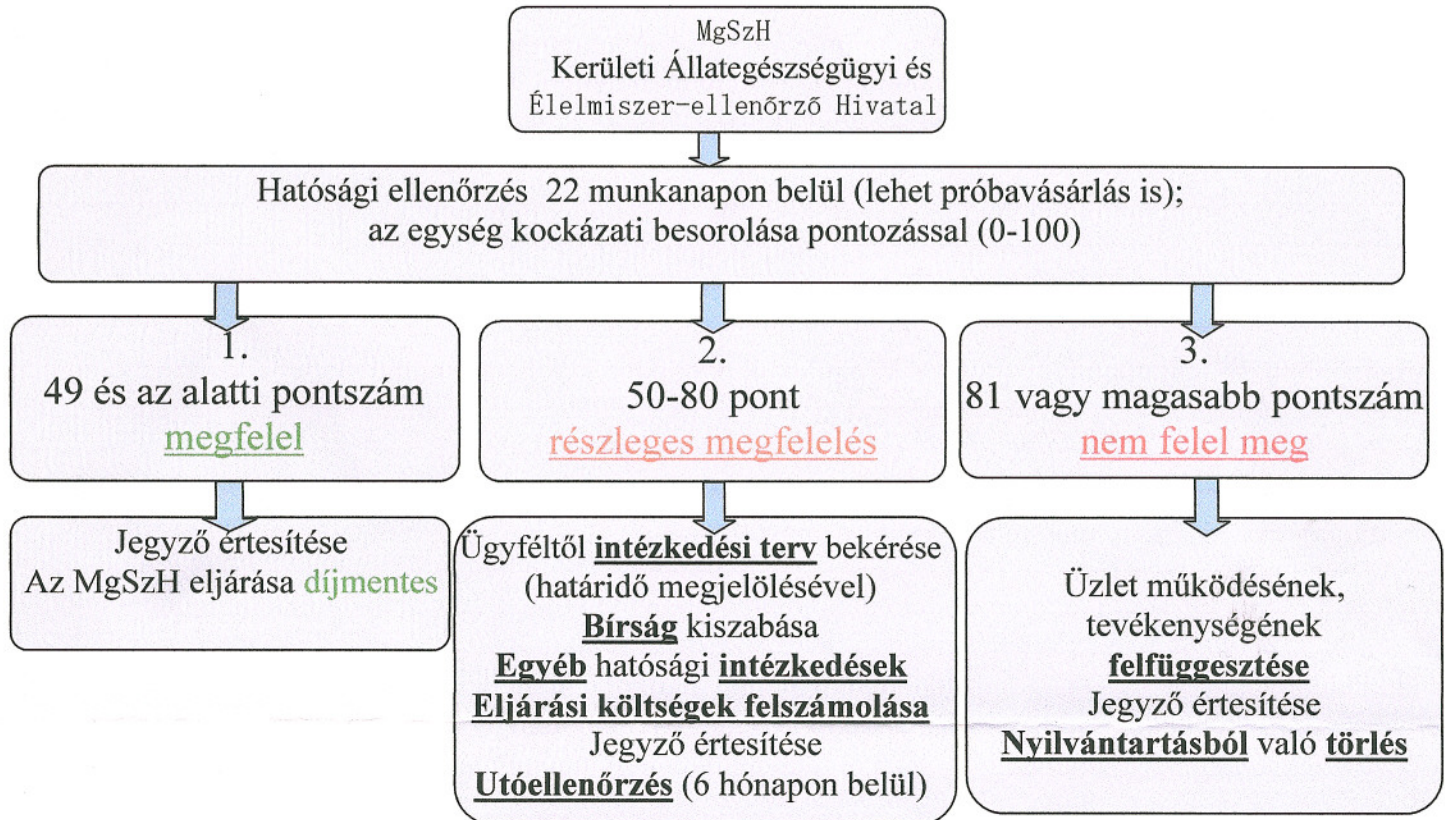 MgSzH
Kerületi Állategészségügyi és
Élelmiszer-ellenőrző Hivatal
Hatósági ellenőrzés 22 munkanapon belül (lehet próbavásárlás is);
az egység kockázati besorolása pontozással (0-100)
1.
49 és az alatti pontszám
megfelel
2.
50-80 pont
részleges megfelelés
3.
81 vagy magasabb pontszám
nem felel meg
Jegyző értesítése
Az MgSzH eljárása díjmentes
Ügyféltől intézkedési terv bekérése
(határidő megjelölésével)
Bírság kiszabása
Egyéb hatósági intézkedések
Eljárási költségek felszámolása
Jegyző értesítése
Utóellenőrzés (6 hónapon belül)
Üzlet működésének,
tevékenységének
felfüggesztése
Jegyző értesítése
Nyilvántartásból való törlés